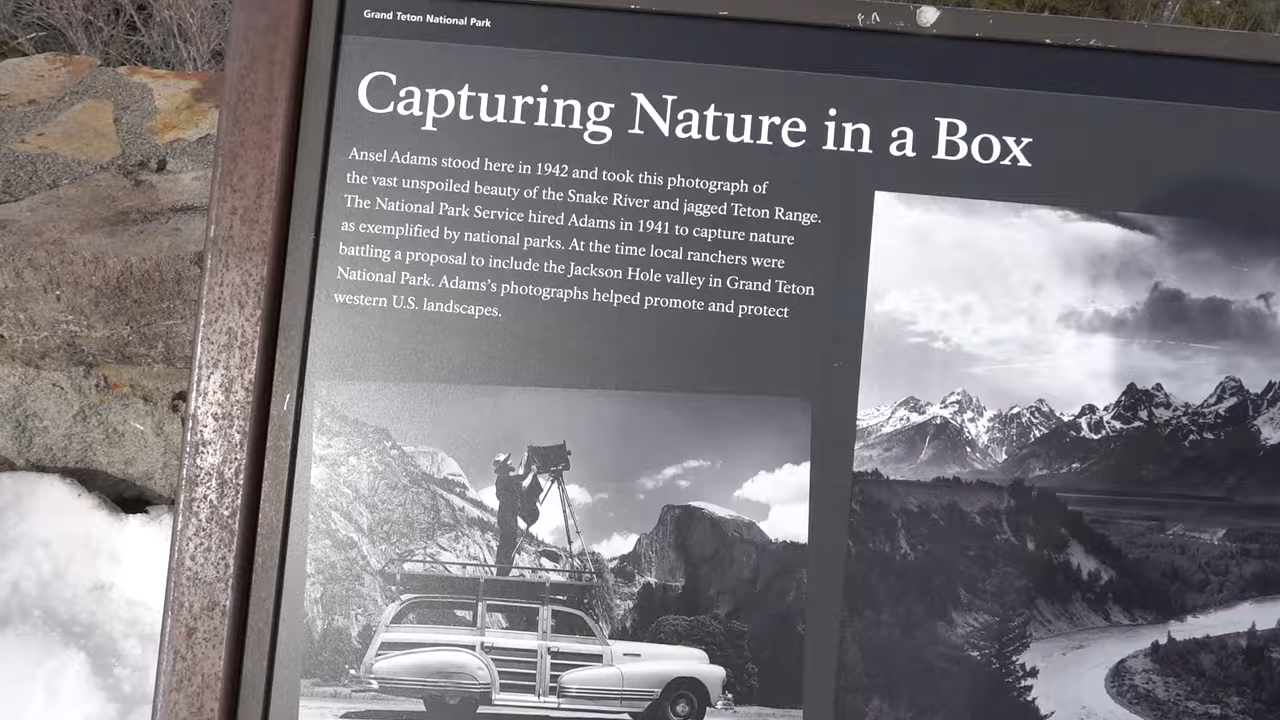 Grand Teton National Park
Capturing Nature in a Box
Ansel Adams stood here in 1942 and took this photograph of
the vast unspoiled beauty of the Snake River and jagged Teton Range.
The National Park Service hired Adams in 1941 to capture nature
as exemplified by national parks. At the time local ranchers were
battling a proposal to include the Jackson Hole valley in Grand Teton
National Park. Adams’s photographs helped promote and protect
western U.S. landscapes.